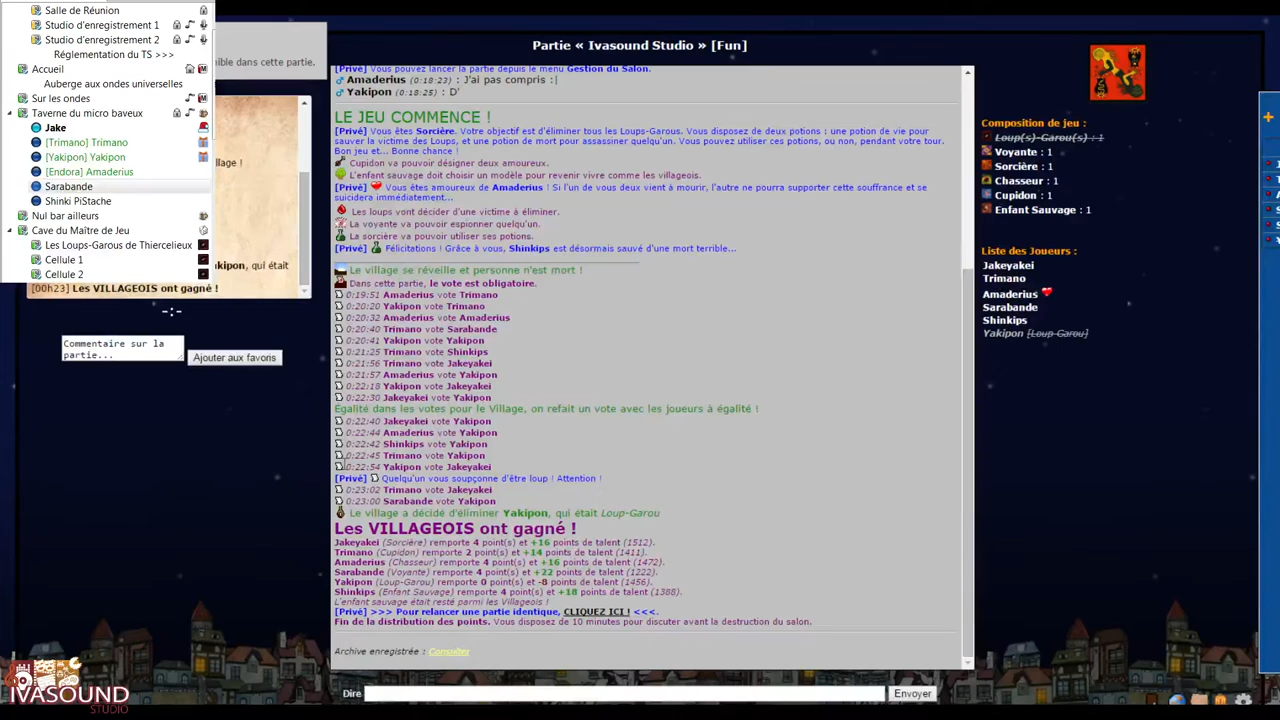 Salle de Réunion
Studio d'enregistrement 1
Studio d'enregistrement 2
Réglementation du TS >>>
Accueil
Auberge aux ondes universelles
Sur les ondes
Taverne du micro baveux
Jake
[Trimano] Trimano
[Yakipon] Yakipon
[Endora] Amaderius
Sarabande
Shinki PiStache
Nul bar ailleurs
Cave du Maître de Jeu
Les Loups-Garous de Thiercelieux
Cellule 1
Cellule 2
ible dans cette partie.
llage !
kipon, qui était
[00h23] Les VILLAGEOIS ont gagné !
-:-
Commentaire sur la
partie...
Ajouter aux favoris
IVASOUND
STUDIO
Partie « Ivasound Studio » [Fun]
[Privé] Vous pouvez lancer la partie depuis le menu Gestion du Salon.
Amaderius (0:18:23) : J'ai pas compris :|
Yakipon (0:18:25) : D'
LE JEU COMMENCE !
[Privé] Vous êtes Sorcière. Votre objectif est d'éliminer tous les Loups-Garous. Vous disposez de deux potions : une potion de vie pour
sauver la victime des Loups, et une potion de mort pour assassiner quelqu'un. Vous pouvez utiliser ces potions, ou non, pendant votre tour.
Bon jeu et... Bonne chance !
Cupidon va pouvoir désigner deux amoureux.
L'enfant sauvage doit choisir un modèle pour revenir vivre comme les villageois.
[Privé] Vous êtes amoureux de Amaderius ! Si l'un de vous deux vient à mourir, l'autre ne pourra supporter cette souffrance et se
suicidera immédiatement...
Les loups vont décider d'une victime à éliminer.
La voyante va pouvoir espionner quelqu'un.
La sorcière va pouvoir utiliser ses potions.
[Privé] Félicitations ! Grâce à vous, Shinkips est désormais sauvé d'une mort terrible...
Le village se réveille et personne n'est mort !
Dans cette partie, le vote est obligatoire.
0:19:51 Amaderius vote Trimano
0:20:20 Yakipon vote Trimano
0:20:32 Amaderius vote Amaderius
0:20:40 Trimano vote Sarabande
0:20:41 Yakipon vote Yakipon
0:21:25 Trimano vote Shinkips
0:21:56 Trimano vote Jakeyakei
0:21:57 Amaderius vote Yakipon
0:22:18 Yakipon vote Jakeyakei
0:22:30 Jakeyakei vote Yakipon
Égalité dans les votes pour le Village, on refait un vote avec les joueurs à égalité !
0:22:40 Jakeyakei vote Yakipon
0:22:44 Amaderius vote Yakipon
0:22:42 Shinkips vote Yakipon
0:22:45 Trimano vote Yakipon
0:22:54 Yakipon vote Jakeyakei
[Privé] Quelqu'un vous soupçonne d'être loup ! Attention !
0:23:02 Trimano vote Jakeyakei
0:23:00 Sarabande vote Yakipon
Le village a décidé d'éliminer Yakipon, qui était Loup-Garou
Les VILLAGEOIS ont gagné !
Jakeyakei (Sorcière) remporte 4 point(s) et +16 points de talent (1512).
Trimano (Cupidon) remporte 2 point(s) et +14 points de talent (1411).
Amaderius (Chasseur) remporte 4 point(s) et +16 points de talent (1472).
Sarabande (Voyante) remporte 4 point(s) et +22 points de talent (1222).
Yakipon (Loup-Garou) remporte 0 point(s) et -8 points de talent (1456).
Shinkips (Enfant Sauvage) remporte 4 point(s) et +18 points de talent (1388).
L'enfant sauvage était resté parmi les Villageois !
[Privé] >>> Pour relancer une partie identique, CLIQUEZ ICI ! <<<.
Fin de la distribution des points. Vous disposez de 10 minutes pour discuter avant la destruction du salon.
Archive enregistrée : Consulter
Dire
Envoyer
Composition de jeu :
Loup(s)-Garou(s) : 1
Voyante : 1
Sorcière : 1
Chasseur : 1
Cupidon : 1
Enfant Sauvage : 1
Liste des Joueurs :
Jakeyakei
Trimano
Amaderius
Sarabande
Shinkips
Yakipon [Loup-Garou]